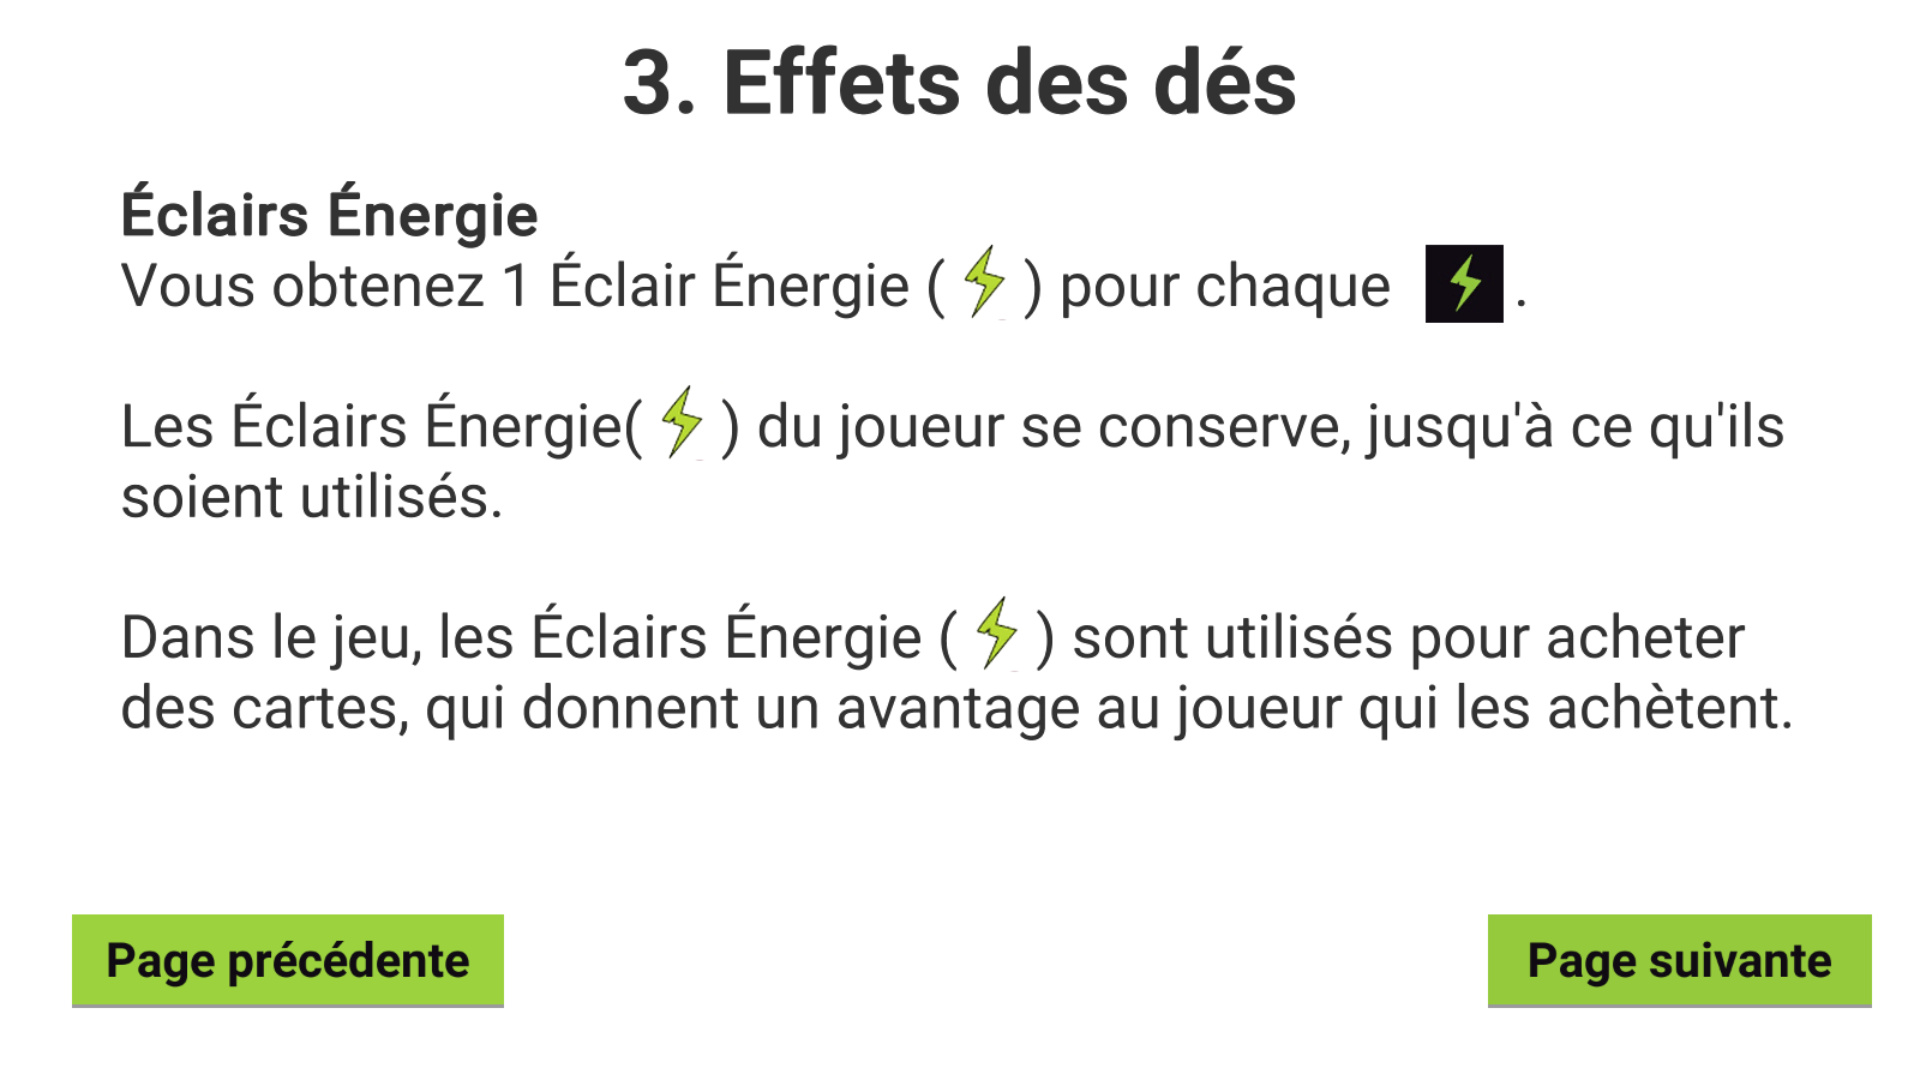 3. Effets des dés
Éclairs Énergie
Vous obtenez 1 Éclair Énergie ( ) pour chaque .
Les Éclairs Énergie( ) du joueur se conserve, jusqu'à ce qu'ils
soient utilisés.
Dans le jeu, les Éclairs Énergie ( ) sont utilisés pour acheter
des cartes, qui donnent un avantage au joueur qui les achètent.
Page précédente
Page suivante